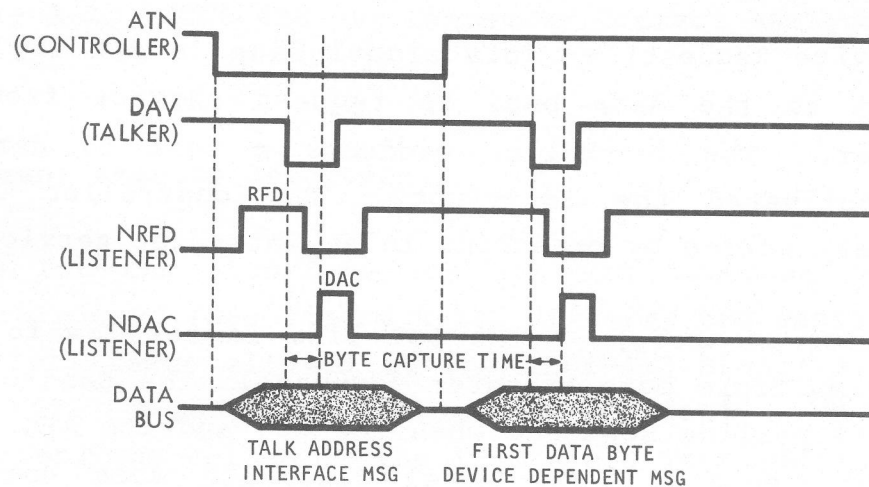 ATN
(CONTROLLER)
DAV
(TALKER)
RFD
NRFD
(LISTENER)
DAC
NDAC
(LISTENER)
BYTE CAPTURE TIME
DATA
BUS
TALK ADDRESS
INTERFACE MSG
FIRST DATA BYTE
DEVICE DEPENDENT MSG